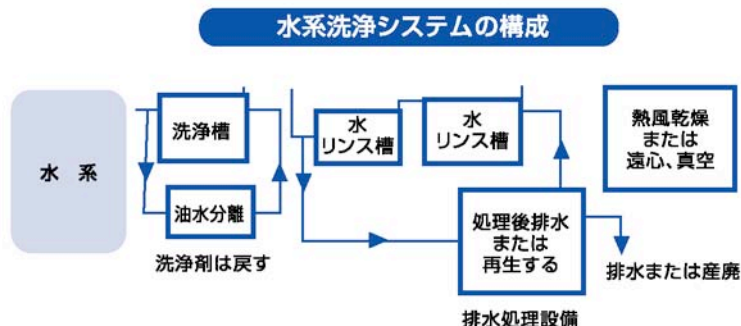 水系洗浄システムの構成
水 系
洗浄槽
油水分離
洗浄剤は戻す
水
リンス槽
水
リンス槽
処理後排水
または
再生する
排水処理設備
排水または産廃
熱風乾燥
または
遠心、真空